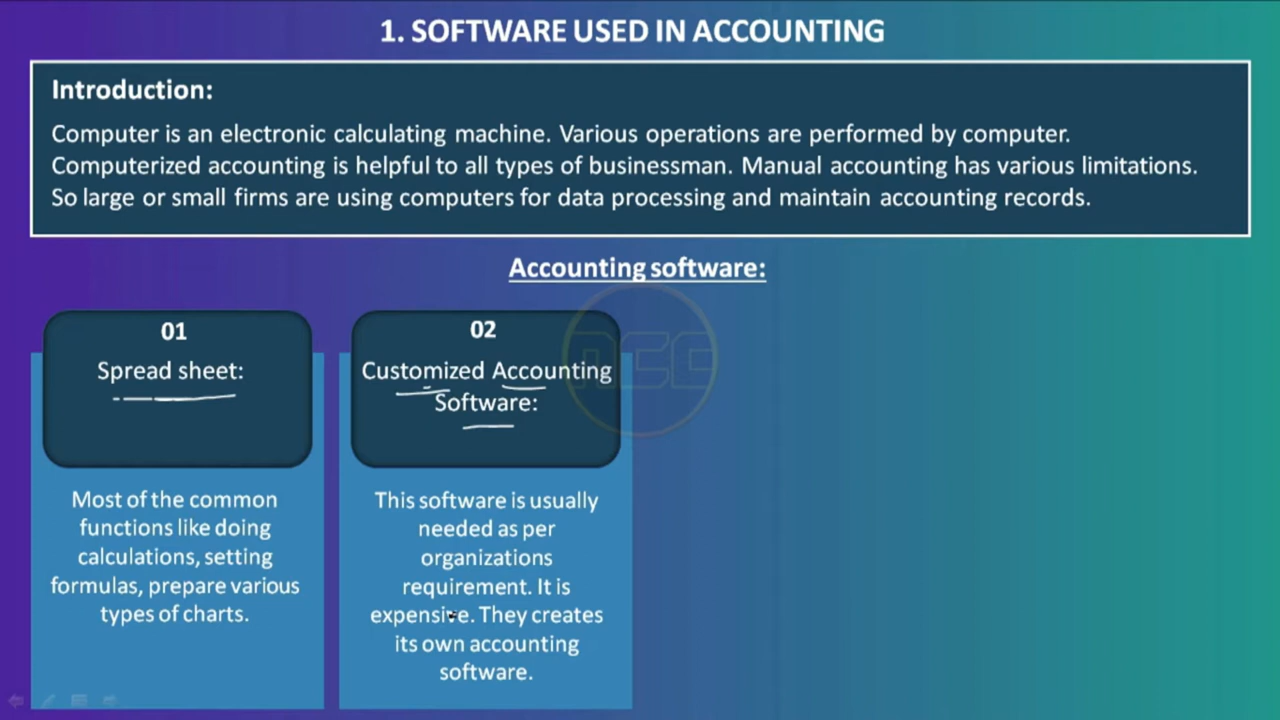 1. SOFTWARE USED IN ACCOUNTING
Introduction:
Computer is an electronic calculating machine. Various operations are performed by computer.
Computerized accounting is helpful to all types of businessman. Manual accounting has various limitations.
So large or small firms are using computers for data processing and maintain accounting records.
Accounting software:
01
Spread sheet:
Most of the common
functions like doing
calculations, setting
formulas, prepare various
types of charts.
02
Customized Accounting
Software:
This software is usually
needed as per
organizations
requirement. It is
expensive. They creates
its own accounting
software.